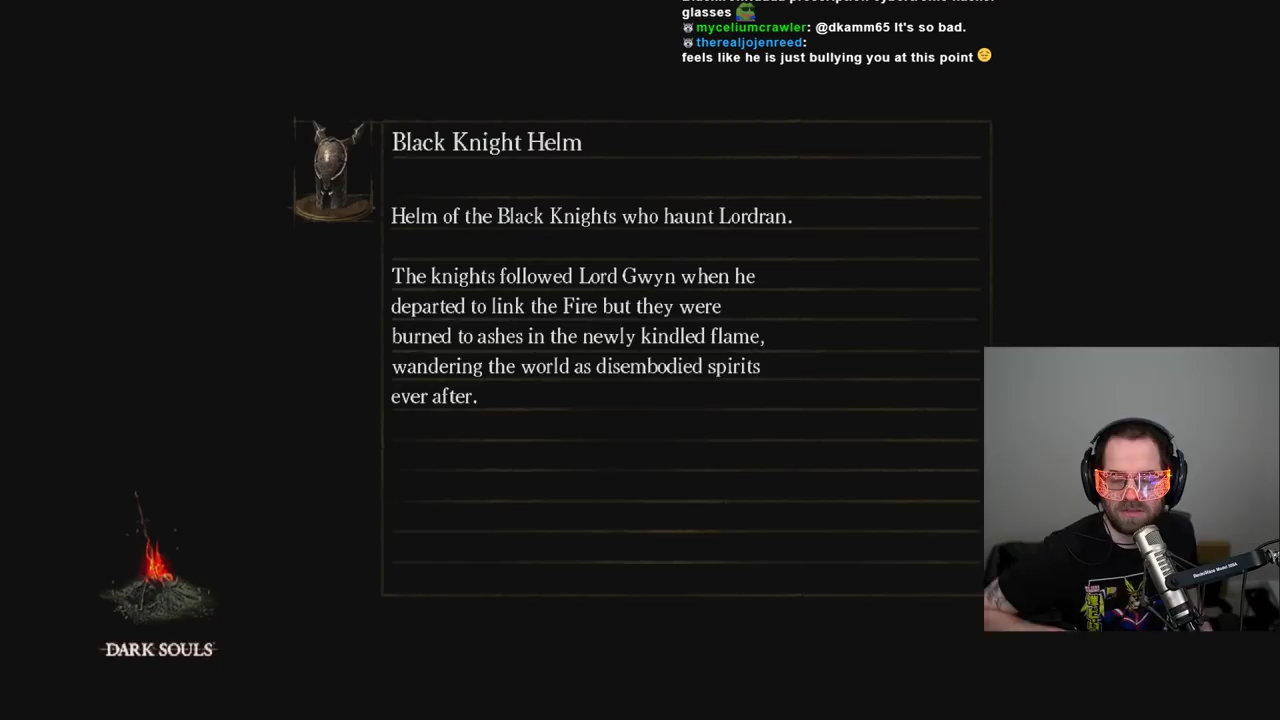 glasses
myceliumcrawler: @dkamm65 It's so bad.
therealjojenreed:
feels like he is just bullying you at this point
Black Knight Helm
Helm of the Black Knights who haunt Lordran.
The knights followed Lord Gwyn when he
departed to link the Fire but they were
burned to ashes in the newly kindled flame,
wandering the world as disembodied spirits
ever after.
DARK SOULS